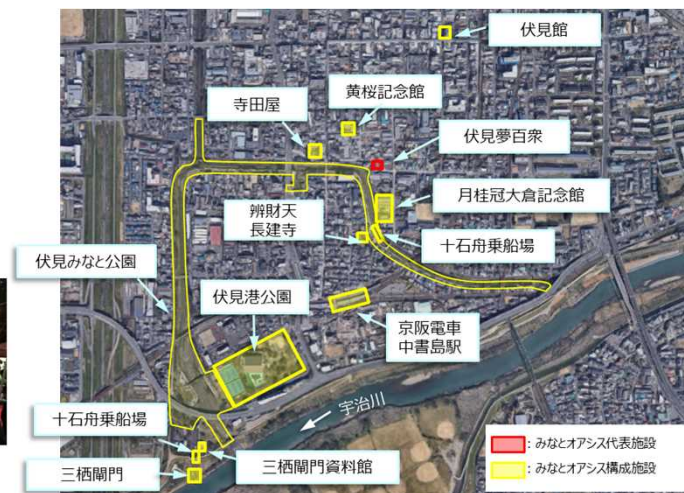 伏見館
黄桜記念館
寺田屋
伏見夢百衆
月桂冠大倉記念館
辨財天
長建寺
十石舟乗船場
伏見みなと公園
伏見港公園
京阪電車
中書島駅
宇治川
十石舟乗船場
三栖閘門資料館
三栖閘門
：みなとオアシス代表施設
：みなとオアシス構成施設